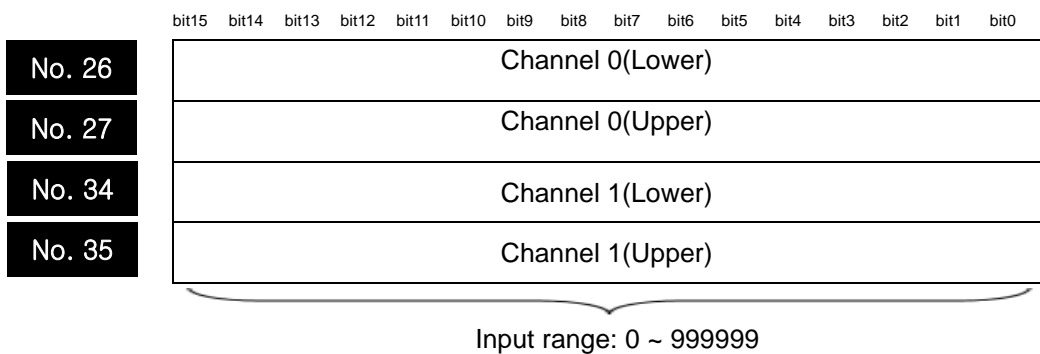 bit15 bit14 bit13 bit12 bit11 bit10 bit9 bit8 bit7 bit6 bit5 bit4 bit3 bit2 bit1 bit0
No. 26 Channel 0(Lower)
No. 27 Channel 0(Upper)
No. 34 Channel 1(Lower)
No. 35 Channel 1(Upper)
Input range: 0 ~ 999999